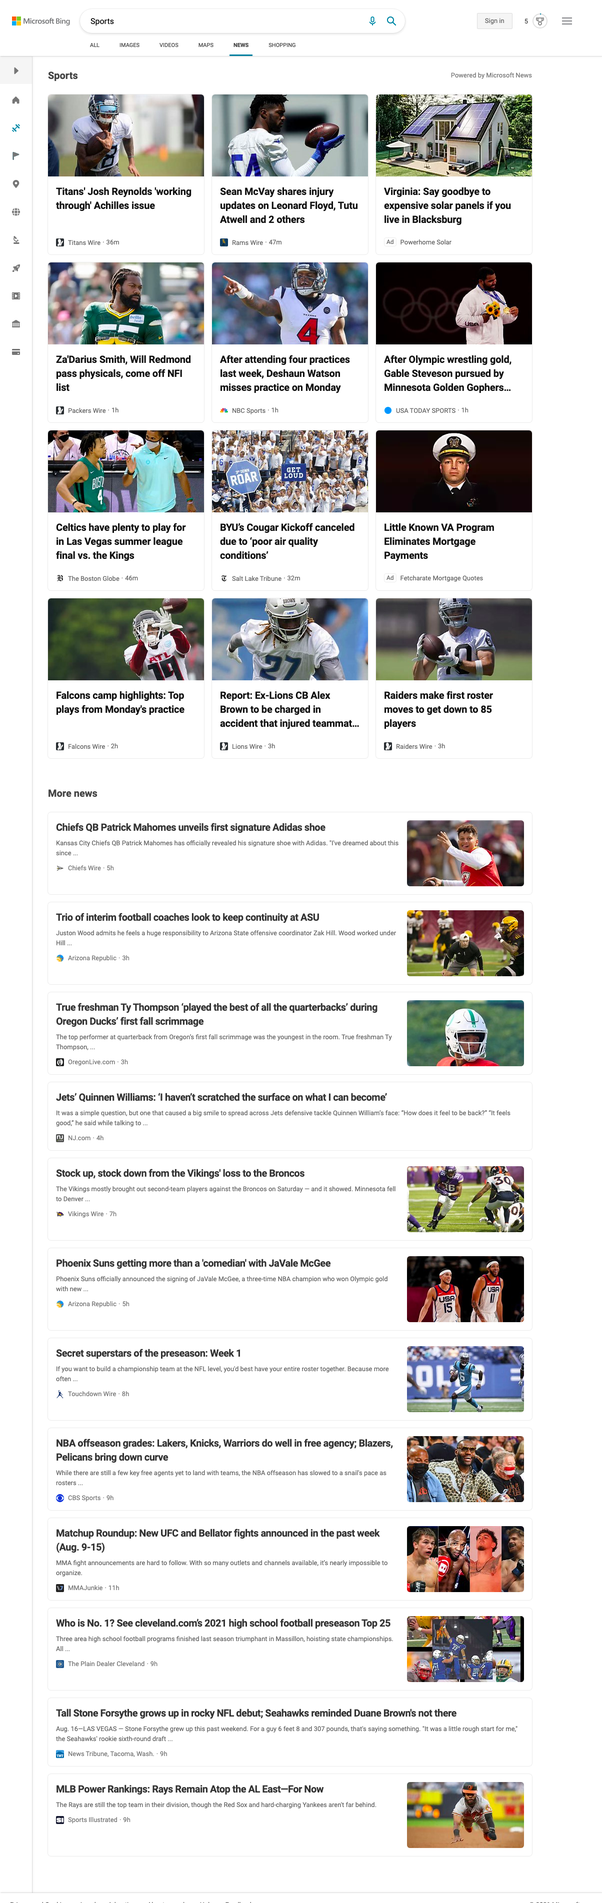 Microsoft Bing
Sports
Sign in
5
ALL IMAGES VIDEOS MAPS NEWS SHOPPING
Sports
Powered by Microsoft News
Titans' Josh Reynolds 'working
through' Achilles issue
Titans Wire · 36m
Sean McVay shares injury
updates on Leonard Floyd, Tutu
Atwell and 2 others
Rams Wire · 47m
Virginia: Say goodbye to
expensive solar panels if you
live in Blacksburg
Ad Powerhome Solar
Za'Darius Smith, Will Redmond
pass physicals, come off NFI
list
Packers Wire · 1h
After attending four practices
last week, Deshaun Watson
misses practice on Monday
NBC Sports · 1h
After Olympic wrestling gold,
Gable Steveson pursued by
Minnesota Golden Gophers...
USA TODAY SPORTS · 1h
Celtics have plenty to play for
in Las Vegas summer league
final vs. the Kings
The Boston Globe · 46m
ROAR
GET
LOUD
BYU's Cougar Kickoff canceled
due to 'poor air quality
conditions'
Salt Lake Tribune · 32m
Little Known VA Program
Eliminates Mortgage
Payments
Ad Fetcharate Mortgage Quotes
ATL
19
Falcons camp highlights: Top
plays from Monday's practice
Falcons Wire · 2h
27
Report: Ex-Lions CB Alex
Brown to be charged in
accident that injured teammat...
Lions Wire · 3h
Raiders make first roster
moves to get down to 85
players
Raiders Wire · 3h
More news
Chiefs QB Patrick Mahomes unveils first signature Adidas shoe
Kansas City Chiefs QB Patrick Mahomes has officially revealed his signature shoe with Adidas. "I've dreamed about this
since ...
Chiefs Wire · 5h
Trio of interim football coaches look to keep continuity at ASU
Juston Wood admits he feels a huge responsibility to Arizona State offensive coordinator Zak Hill. Wood worked under
Hill ...
Arizona Republic · 3h
True freshman Ty Thompson 'played the best of all the quarterbacks' during
Oregon Ducks' first fall scrimmage
The top performer at quarterback from Oregon's first fall scrimmage was the youngest in the room. True freshman Ty
Thompson, ...
OregonLive.com · 3h
Jets' Quinnen Williams: 'I haven't scratched the surface on what I can become'
It was a simple question, but one that caused a big smile to spread across Jets defensive tackle Quinnen William's face: "How does it feel to be back?" "It feels
good," he said while talking to ...
NJ.com · 4h
Stock up, stock down from the Vikings' loss to the Broncos
The Vikings mostly brought out second-team players against the Broncos on Saturday — and it showed. Minnesota fell
to Denver ...
Vikings Wire · 7h
Phoenix Suns getting more than a 'comedian' with JaVale McGee
Phoenix Suns officially announced the signing of JaVale McGee, a three-time NBA champion who won Olympic gold
with new ...
Arizona Republic · 5h
USA
15
USA
11
Secret superstars of the preseason: Week 1
If you want to build a championship team at the NFL level, you'd best have your entire roster together. Because more
often ...
Touchdown Wire · 8h
NBA offseason grades: Lakers, Knicks, Warriors do well in free agency; Blazers,
Pelicans bring down curve
While there are still a few key free agents yet to land with teams, the NBA offseason has slowed to a snail's pace as
rosters ...
CBS Sports · 9h
Matchup Roundup: New UFC and Bellator fights announced in the past week
(Aug. 9-15)
MMA fight announcements are hard to follow. With so many outlets and channels available, it's nearly impossible to
organize.
MMAJunkie · 11h
Who is No. 1? See cleveland.com's 2021 high school football preseason Top 25
Three area high school football programs finished last season triumphant in Massillon, hoisting state championships.
All ...
The Plain Dealer Cleveland · 9h
Tall Stone Forsythe grows up in rocky NFL debut; Seahawks reminded Duane Brown's not there
Aug. 16—LAS VEGAS — Stone Forsythe grew up this past weekend. For a guy 6 feet 8 and 307 pounds, that's saying something. "It was a little rough start for me,"
the Seahawks' rookie sixth-round draft ...
News Tribune, Tacoma, Wash. · 9h
MLB Power Rankings: Rays Remain Atop the AL East—For Now
The Rays are still the top team in their division, though the Red Sox and hard-charging Yankees aren't far behind.
Sports Illustrated · 9h